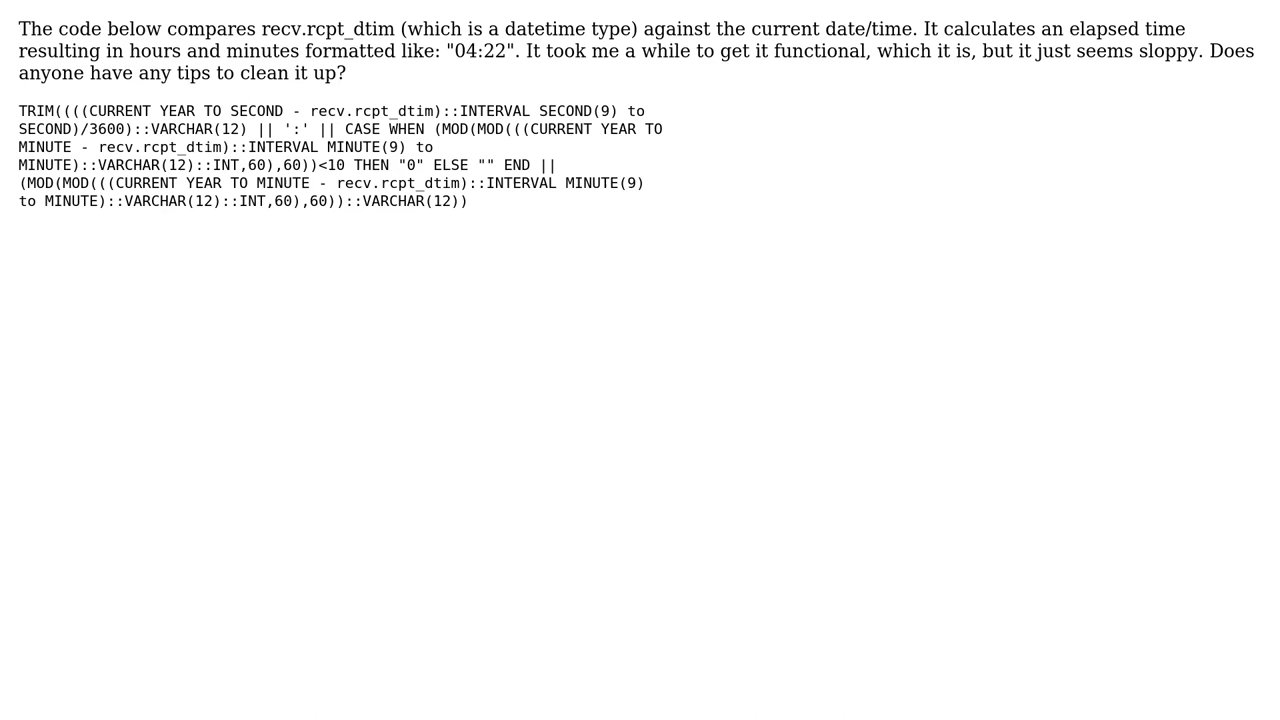 The code below compares recv.rcpt_dtim (which is a datetime type) against the current date/time. It calculates an elapsed time
resulting in hours and minutes formatted like: "04:22". It took me a while to get it functional, which it is, but it just seems sloppy. Does
anyone have any tips to clean it up?
TRIM((((CURRENT YEAR TO SECOND - recv.rcpt_dtim)::INTERVAL SECOND(9) to
SECOND)/3600)::VARCHAR(12) || ':' || CASE WHEN (MOD(MOD(((CURRENT YEAR TO
MINUTE - recv.rcpt_dtim)::INTERVAL MINUTE(9) to
MINUTE)::VARCHAR(12)::INT,60),60))<10 THEN "0" ELSE "" END ||
(MOD(MOD(((CURRENT YEAR TO MINUTE - recv.rcpt_dtim)::INTERVAL MINUTE(9)
to MINUTE)::VARCHAR(12)::INT,60),60))::VARCHAR(12))